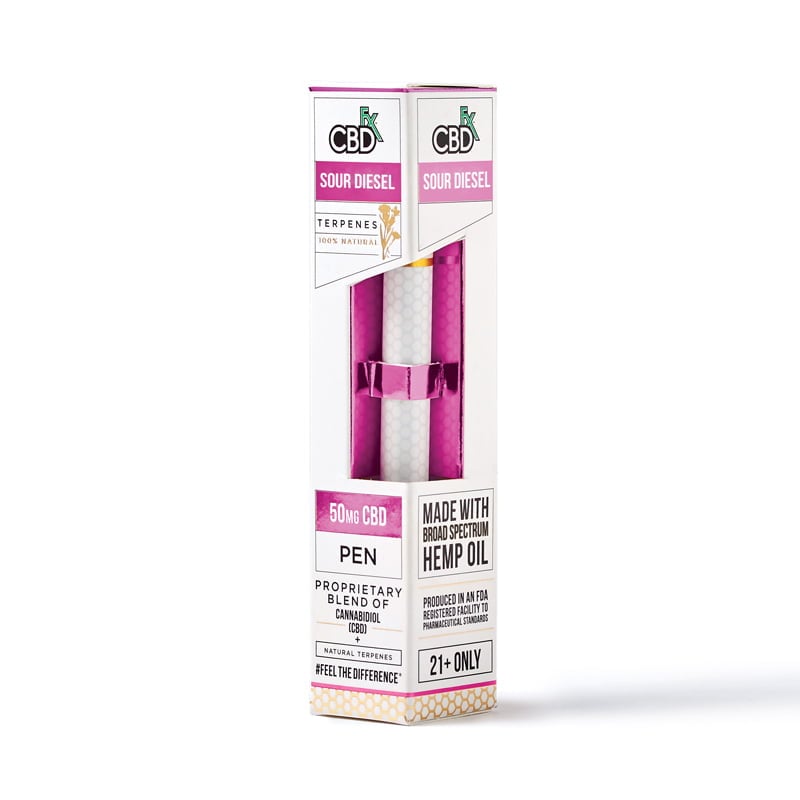 CBD FX
SOUR DIESEL
TERPENES
100% NATURAL
50MG CBD
PEN
PROPRIETARY
BLEND OF
CANNABIDIOL
(CBD)
+
NATURAL TERPENES
#FEEL THE DIFFERENCE®
CBD FX
SOUR DIESEL
MADE WITH
BROAD SPECTRUM
HEMP OIL
PRODUCED IN AN FDA
REGISTERED FACILITY TO
PHARMACEUTICAL STANDARDS
21+ ONLY